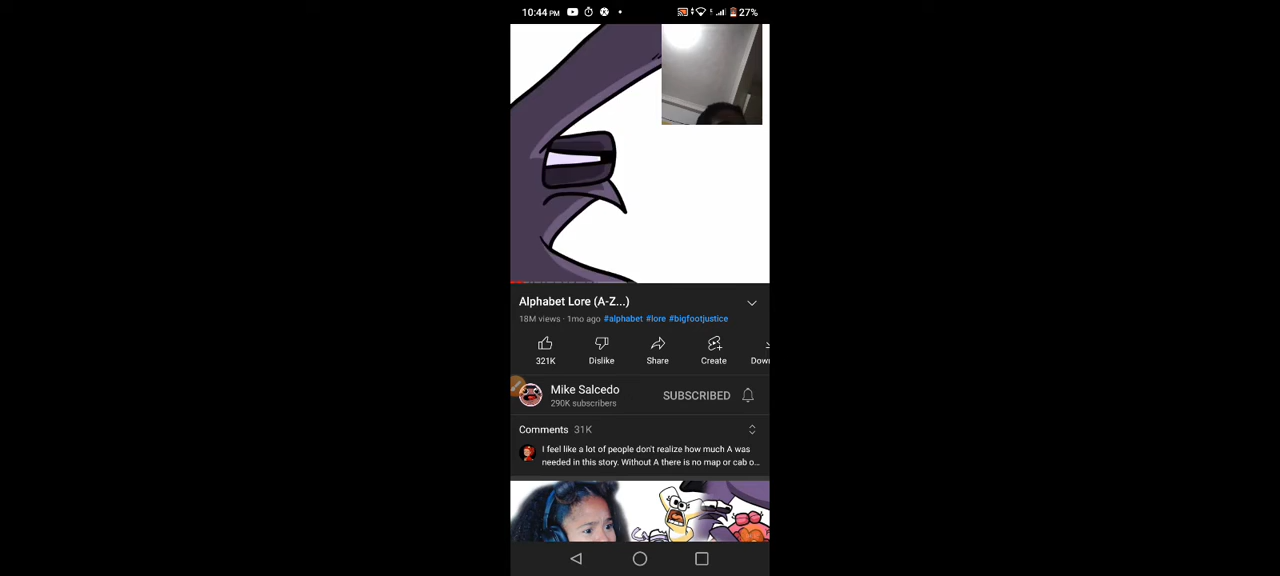 10:44 PM 27%
Alphabet Lore (A-Z...)
18M views · 1mo ago #alphabet #lore #bigfootjustice
321K Dislike Share Create Down
Mike Salcedo
290K subscribers
SUBSCRIBED
Comments 31K
I feel like a lot of people don't realize how much A was
needed in this story. Without A there is no map or cab o...